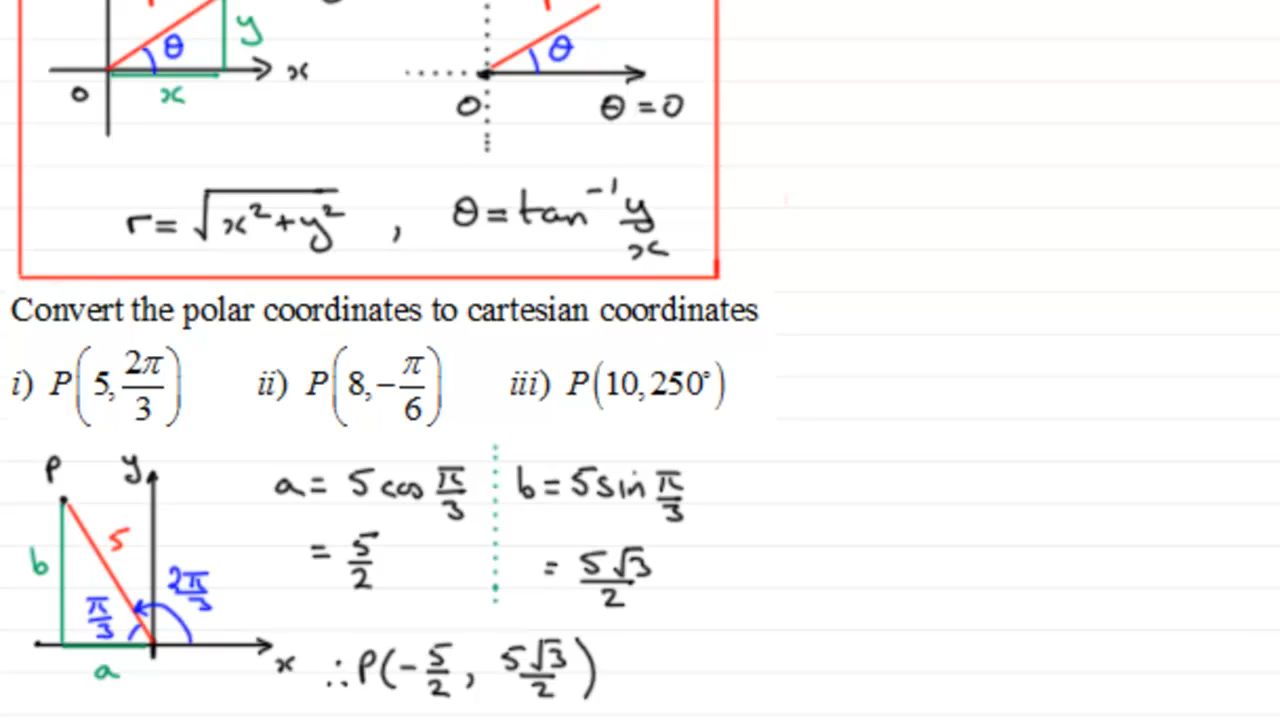 θ y θ
x
0 x 0 θ = 0
r = √x²+y² , θ = tan⁻¹ y/x
Convert the polar coordinates to cartesian coordinates
i) P(5, 2π/3) ii) P(8, −π/6) iii) P(10, 250°)
P y a = 5 cos π/3 b = 5 sin π/3
b 5 2π/3 = 5/2 = 5√3/2
π/3
a x ∴ P(−5/2, 5√3/2)